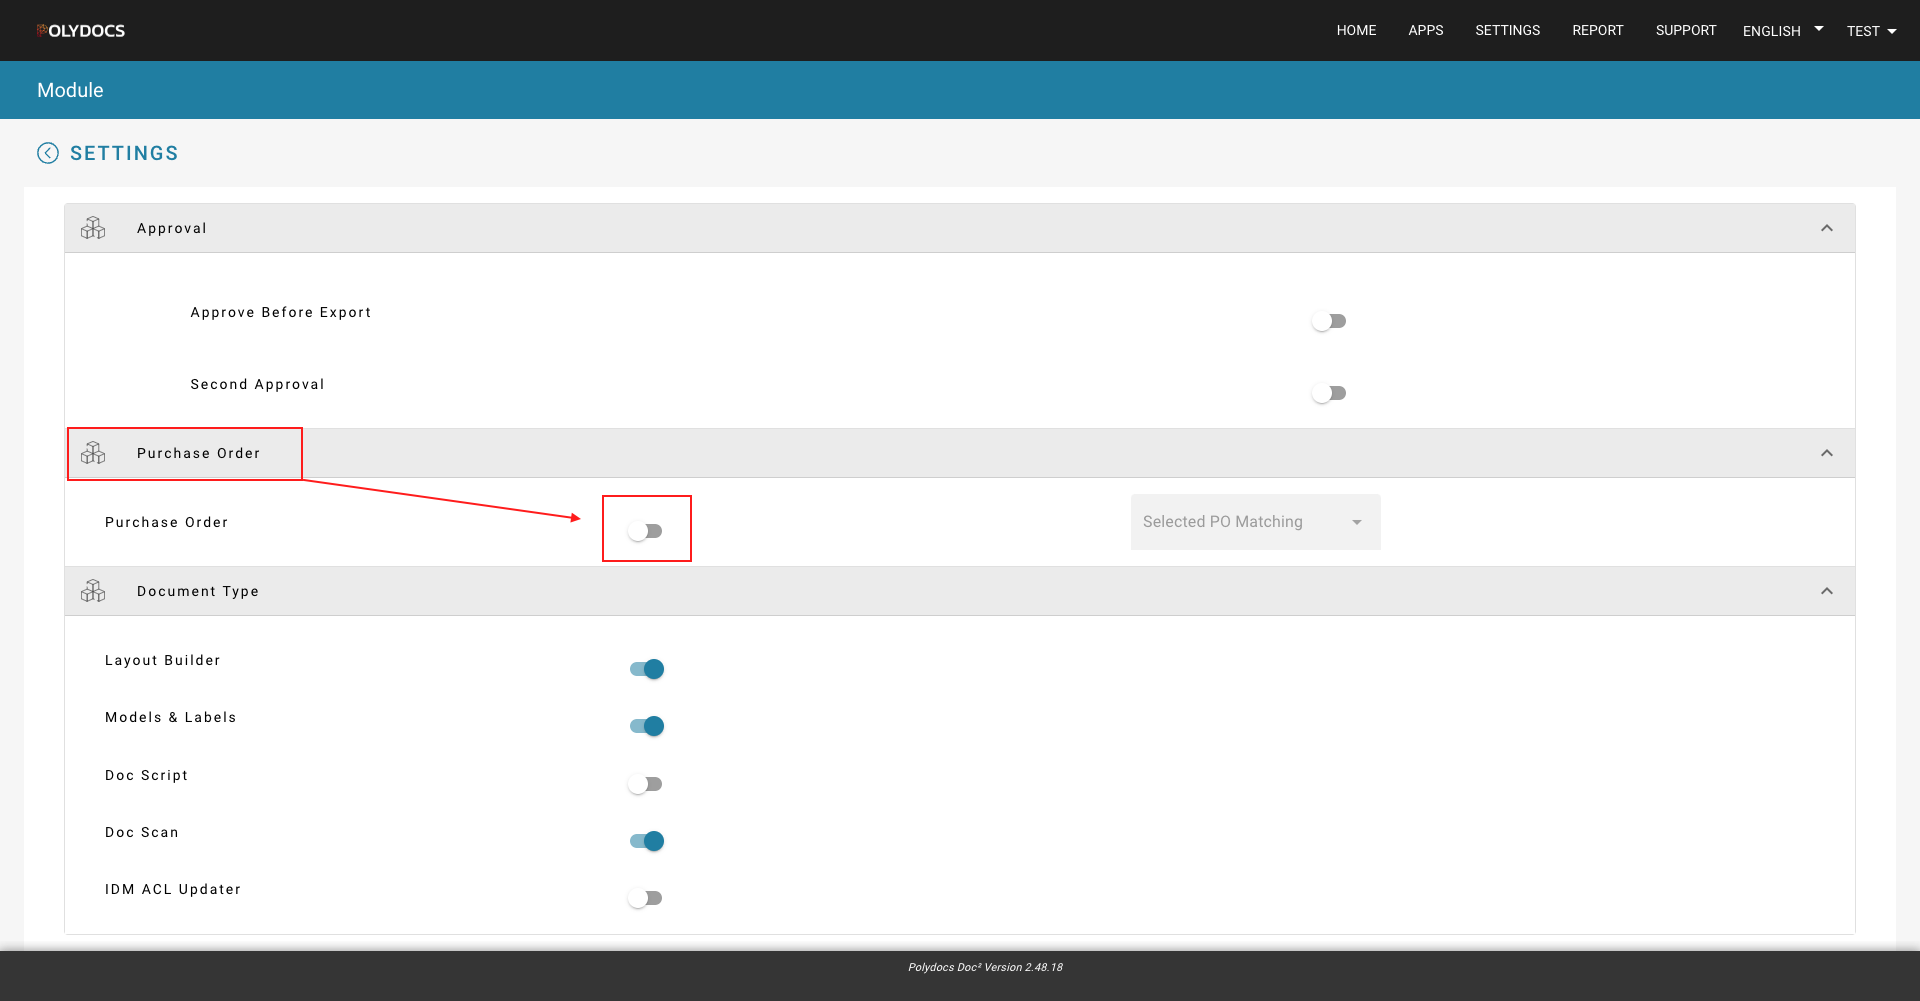 POLYDOCS
HOME APPS SETTINGS REPORT SUPPORT ENGLISH TEST
Module
SETTINGS
Approval
Approve Before Export
Second Approval
Purchase Order
Purchase Order
Selected PO Matching
Document Type
Layout Builder
Models & Labels
Doc Script
Doc Scan
IDM ACL Updater
Polydocs Doc² Version 2.48.18